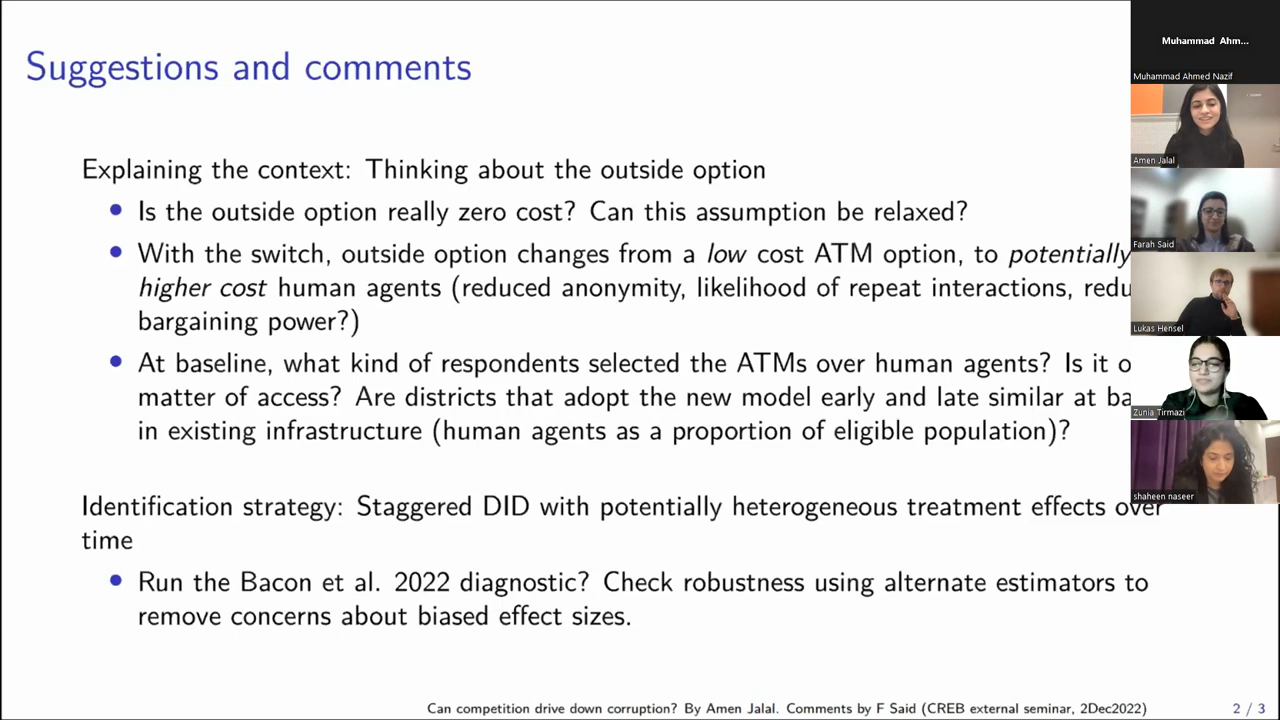 Suggestions and comments
Explaining the context: Thinking about the outside option
Is the outside option really zero cost? Can this assumption be relaxed?
With the switch, outside option changes from a low cost ATM option, to potentially
higher cost human agents (reduced anonymity, likelihood of repeat interactions, redu
bargaining power?)
At baseline, what kind of respondents selected the ATMs over human agents? Is it o
matter of access? Are districts that adopt the new model early and late similar at ba
in existing infrastructure (human agents as a proportion of eligible population)?
Identification strategy: Staggered DID with potentially heterogeneous treatment effects over
time
Run the Bacon et al. 2022 diagnostic? Check robustness using alternate estimators to
remove concerns about biased effect sizes.
Can competition drive down corruption? By Amen Jalal. Comments by F Said (CREB external seminar, 2Dec2022)
2 / 3
Muhammad Ahm...
Muhammad Ahmed Nazif
Amen Jalal
Farah Said
Lukas Hensel
Zunia Tirmazi
shaheen naseer